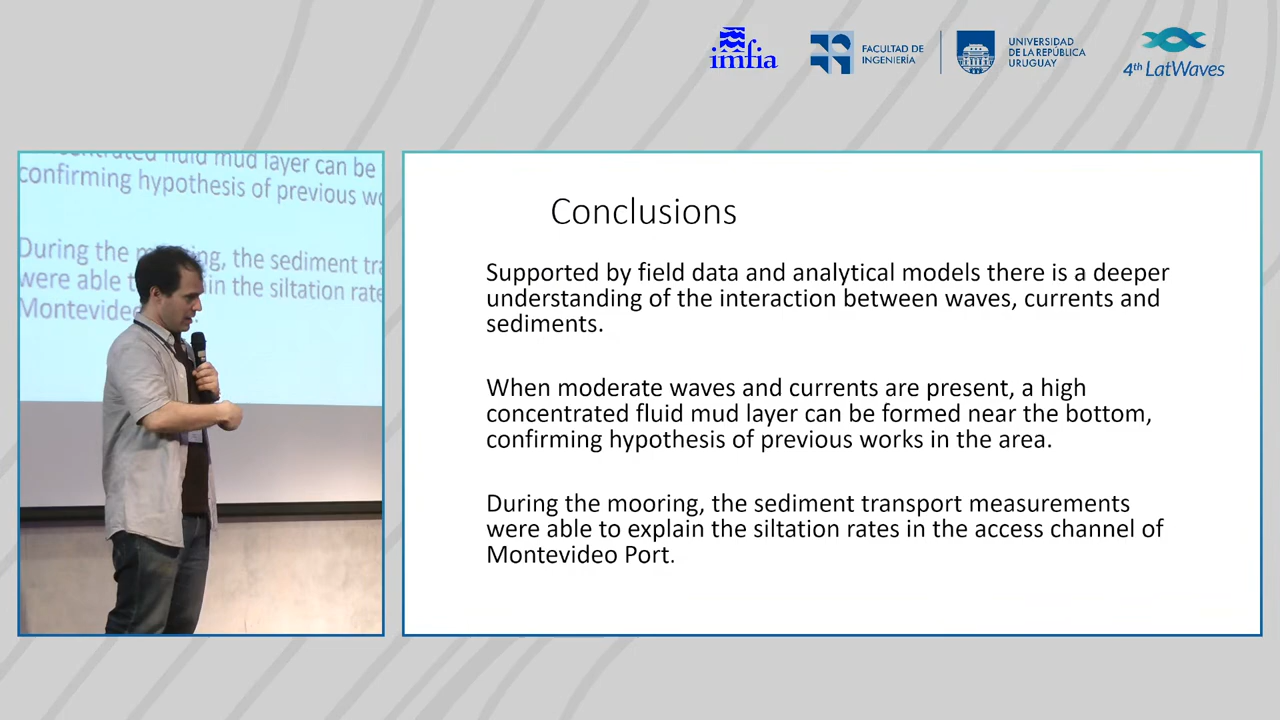 imfia
FACULTAD DE
INGENIERÍA
UNIVERSIDAD
DE LA REPÚBLICA
URUGUAY
4th LatWaves
concentrated fluid mud layer can be
confirming hypothesis of previous
During the mooring, the sediment
were able in the siltation rate
Montevideo
Conclusions
Supported by field data and analytical models there is a deeper
understanding of the interaction between waves, currents and
sediments.
When moderate waves and currents are present, a high
concentrated fluid mud layer can be formed near the bottom,
confirming hypothesis of previous works in the area.
During the mooring, the sediment transport measurements
were able to explain the siltation rates in the access channel of
Montevideo Port.